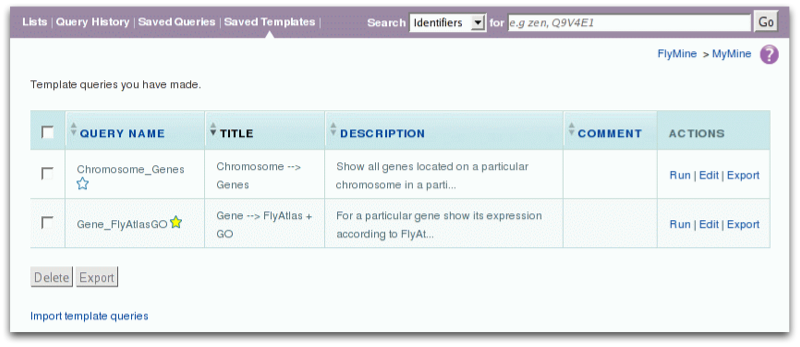 Lists | Query History | Saved Queries | Saved Templates |
Search Identifiers for e.g zen, Q9V4E1 Go
FlyMine > MyMine ?
Template queries you have made.
QUERY NAME TITLE DESCRIPTION COMMENT ACTIONS
Chromosome_Genes Chromosome --> Show all genes located on a particular
Genes chromosome in a parti... Run | Edit | Export
Gene_FlyAtlasGO Gene --> FlyAtlas + For a particular gene show its expression
GO according to FlyAt... Run | Edit | Export
Delete Export
Import template queries